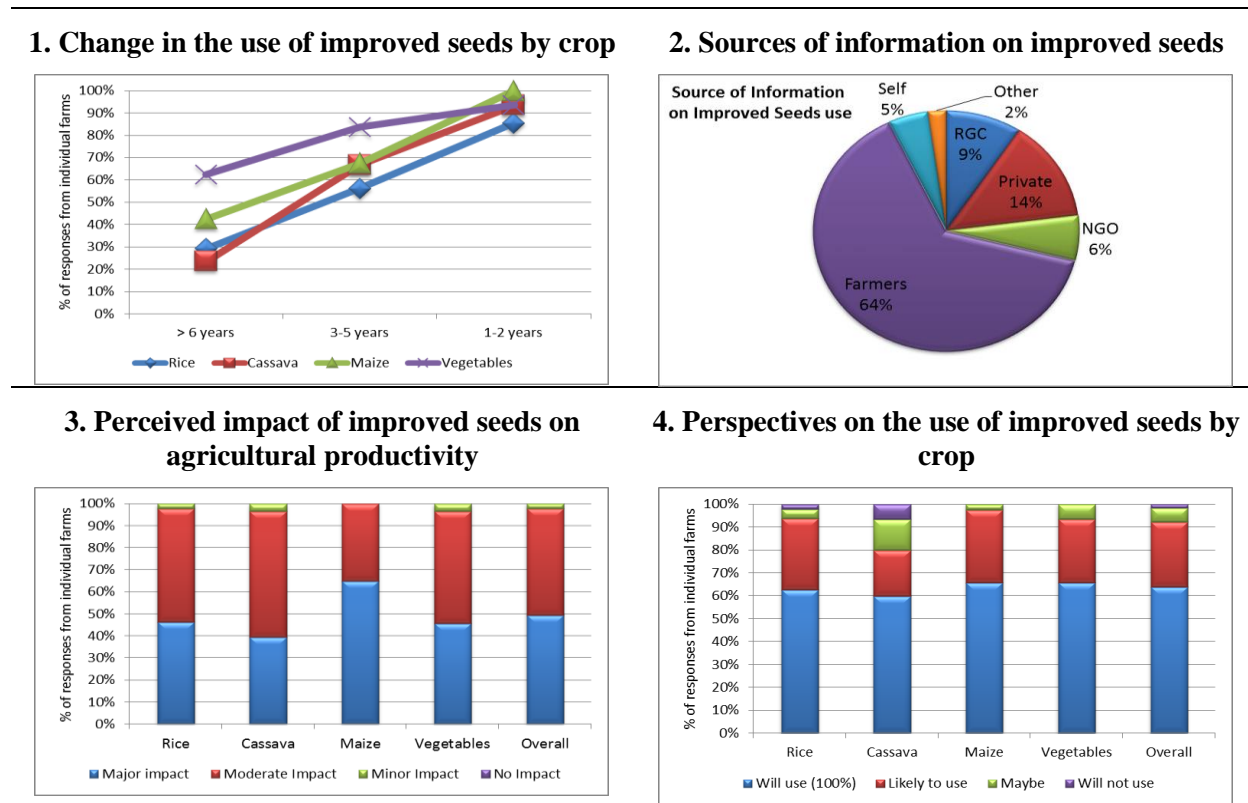 1. Change in the use of improved seeds by crop
% of responses from individual farms
100%
90%
80%
70%
60%
50%
40%
30%
20%
10%
0%
> 6 years 3-5 years 1-2 years
Rice Cassava Maize Vegetables
2. Sources of information on improved seeds
Source of Information
on Improved Seeds use
Self
5%
Other
2%
RGC
9%
Private
14%
NGO
6%
Farmers
64%
3. Perceived impact of improved seeds on
agricultural productivity
% of responses from individual farms
100%
90%
80%
70%
60%
50%
40%
30%
20%
10%
0%
Rice Cassava Maize Vegetables Overall
Major impact Moderate Impact Minor Impact No Impact
4. Perspectives on the use of improved seeds by
crop
% of responses from individual farms
100%
90%
80%
70%
60%
50%
40%
30%
20%
10%
0%
Rice Cassava Maize Vegetables Overall
Will use (100%) Likely to use Maybe Will not use